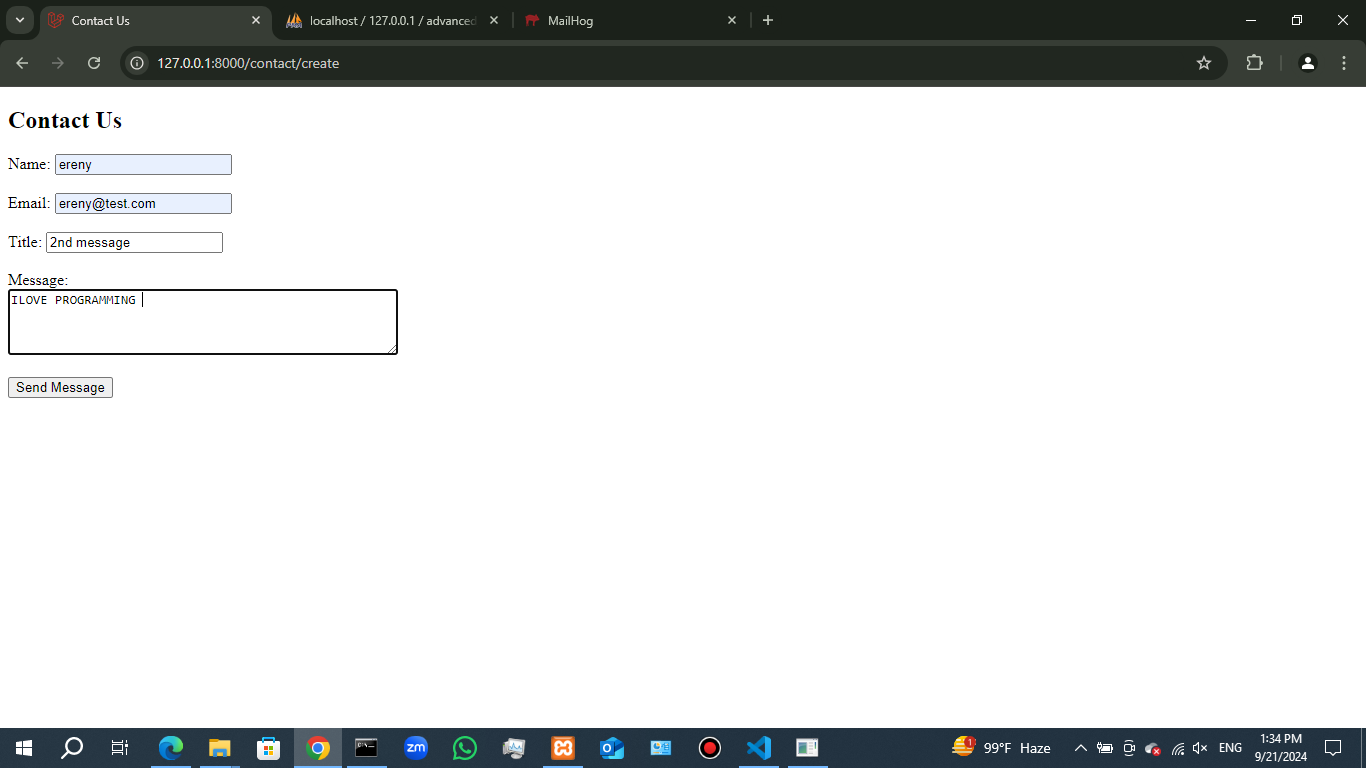 Contact Us
localhost / 127.0.0.1 / advanced
MailHog
127.0.0.1:8000/contact/create
Contact Us
Name: ereny
Email: ereny@test.com
Title: 2nd message
Message:
ILOVE PROGRAMMING
Send Message
zm
1
99°F Haze
ENG
1:34 PM
9/21/2024